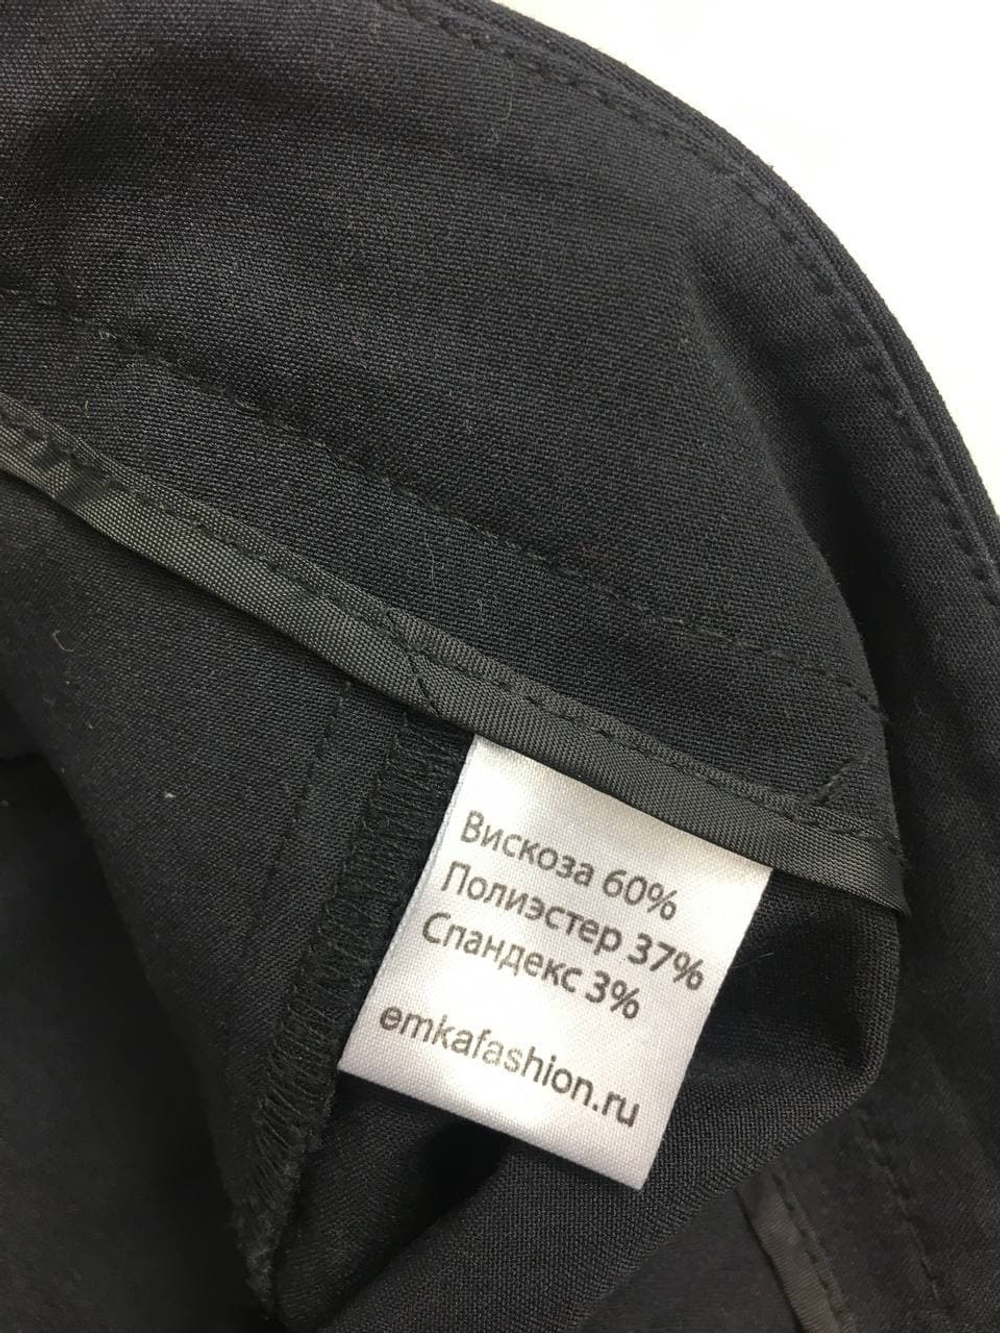 Вискоза 60%
Полиэстер 37%
Спандекс 3%
emkafashion.ru